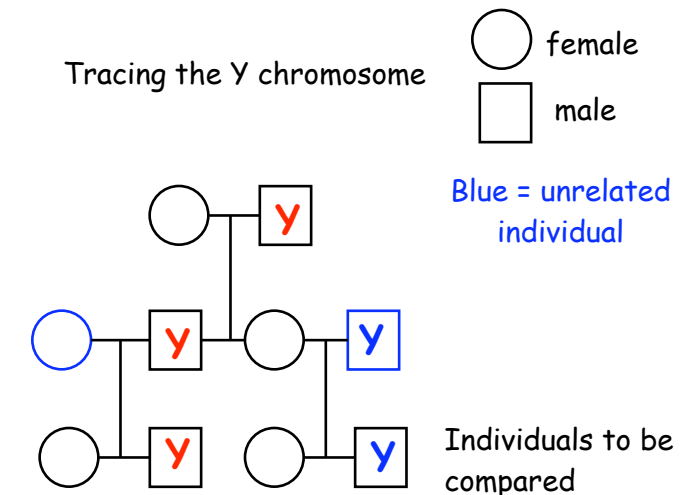 Tracing the Y chromosome
female
male
Blue = unrelated
individual
Y
Y
Y
Y
Y
Individuals to be
compared